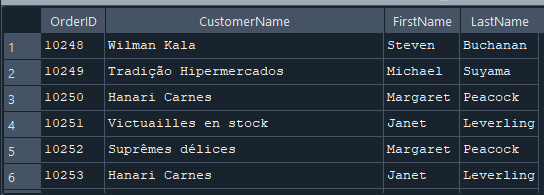 OrderID CustomerName FirstName LastName
1 10248 Wilman Kala Steven Buchanan
2 10249 Tradição Hipermercados Michael Suyama
3 10250 Hanari Carnes Margaret Peacock
4 10251 Victuailles en stock Janet Leverling
5 10252 Suprêmes délices Margaret Peacock
6 10253 Hanari Carnes Janet Leverling